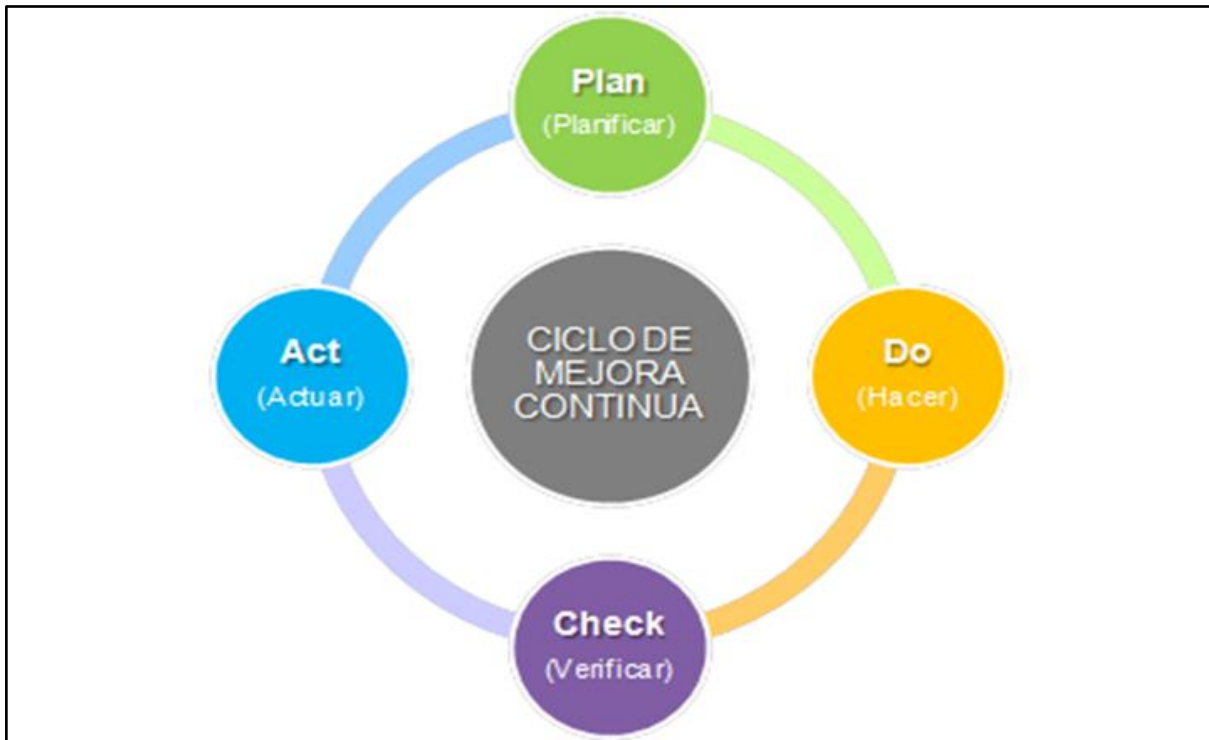 Plan
(Planificar)
Act
(Actuar)
CICLO DE
MEJORA
CONTINUA
Do
(Hacer)
Check
(Verificar)